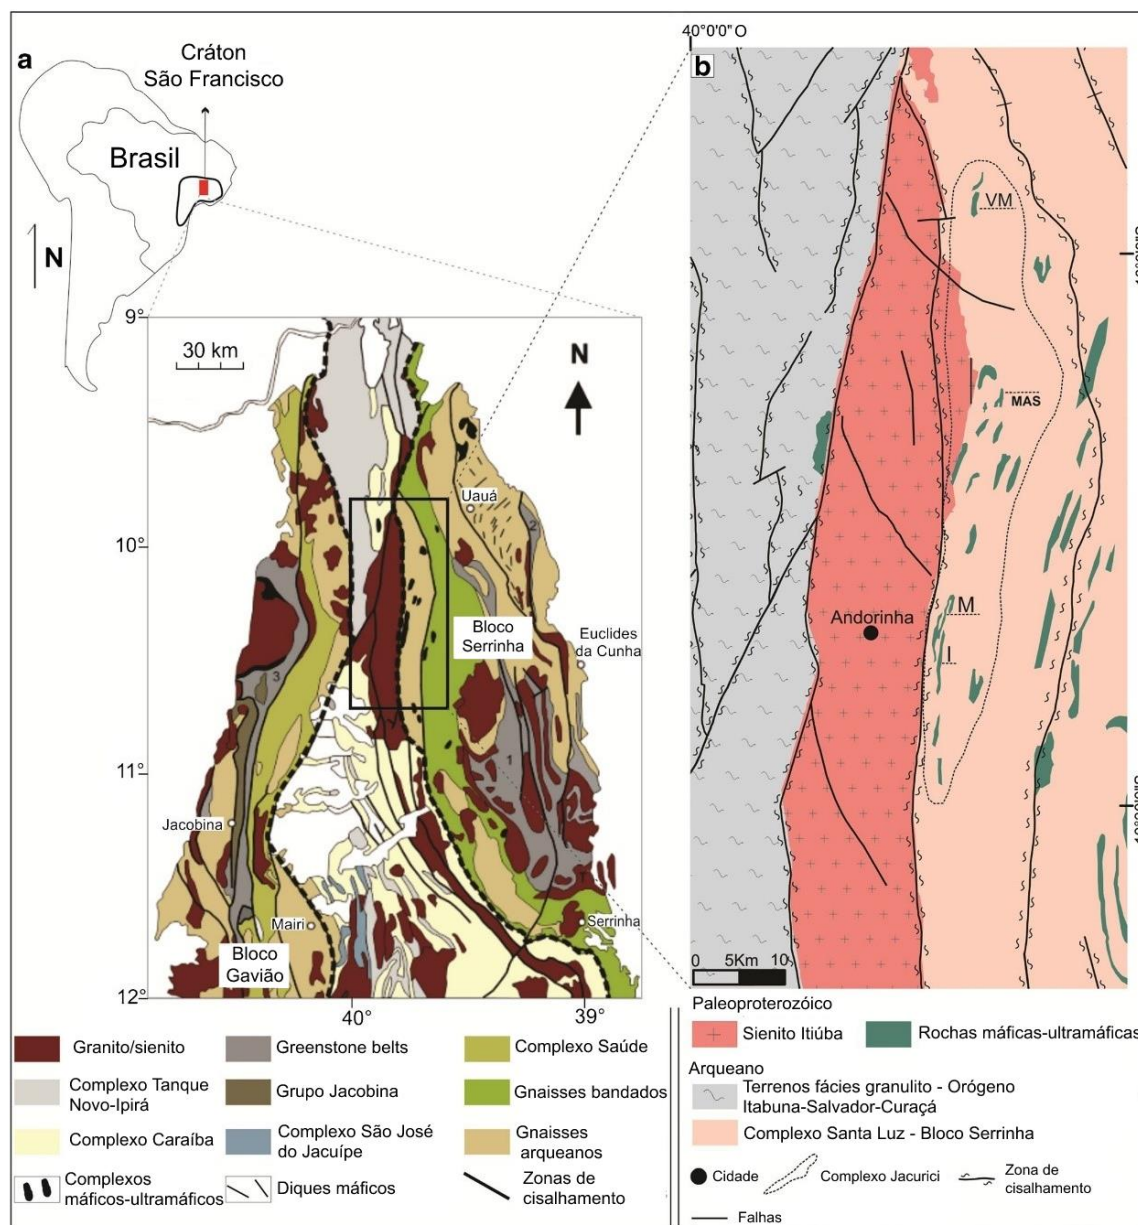 a
Cráton
São Francisco
Brasil
N
9°
10°
11°
12°
40°
39°
30 km
N
Uauá
2
Bloco
Serrinha
Euclides
da Cunha
3
1
Jacobina
Mairi
Bloco
Gavião
Serrinha
40°0'0" O
b
VM
MAS
M
Andorinha
I
0 5Km 10
Granito/sienito
Complexo Tanque
Novo-Ipirá
Complexo Caraíba
Complexos
máficos-ultramáficos
Greenstone belts
Grupo Jacobina
Complexo São José
do Jacuípe
Diques máficos
Complexo Saúde
Gnaisses bandados
Gnaisses
arqueanos
Zonas de
cisalhamento
Paleoproterozóico
Sienito Itiúba
Rochas máficas-ultramáficas
Arqueano
Terrenos fácies granulito - Orógeno
Itabuna-Salvador-Curaçá
Complexo Santa Luz - Bloco Serrinha
Cidade
Complexo Jacurici
Zona de
cisalhamento
Falhas